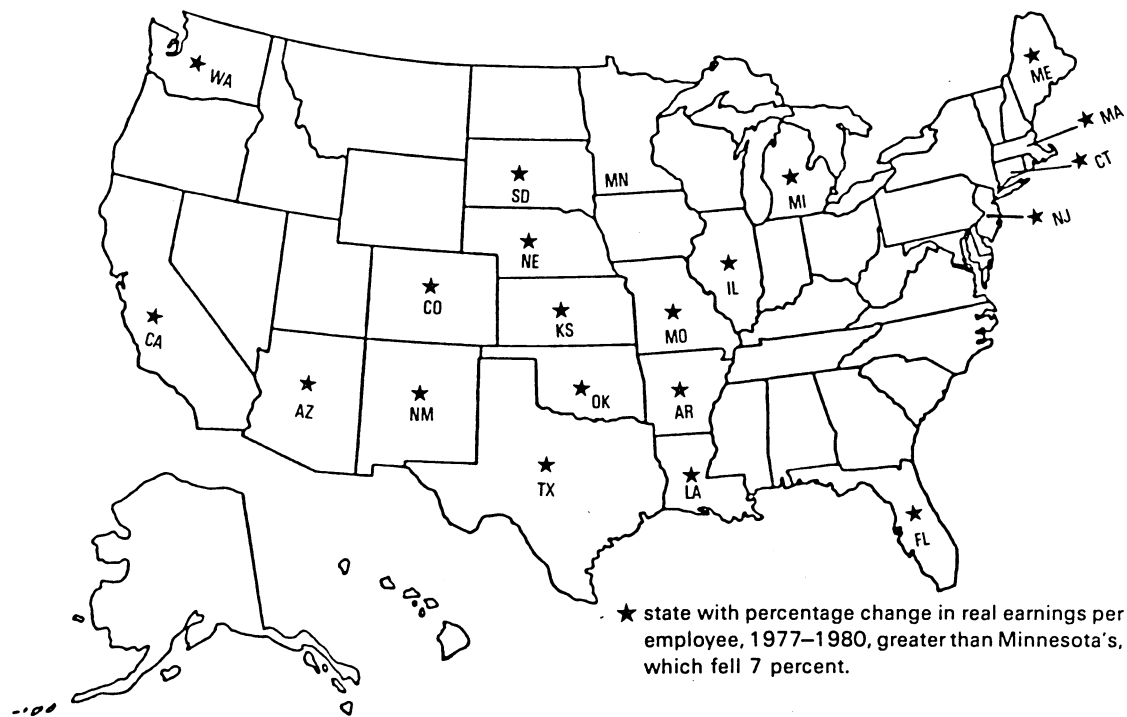 ★ WA
★ ME
★ MA
★ CT
★ SD
MN
★ MI
★ NJ
★ NE
★ IL
★ CO
★ CA
★ KS
★ MO
★ AZ
★ NM
★ OK
★ AR
★ TX
★ LA
★ FL
★ state with percentage change in real earnings per
employee, 1977–1980, greater than Minnesota's,
which fell 7 percent.